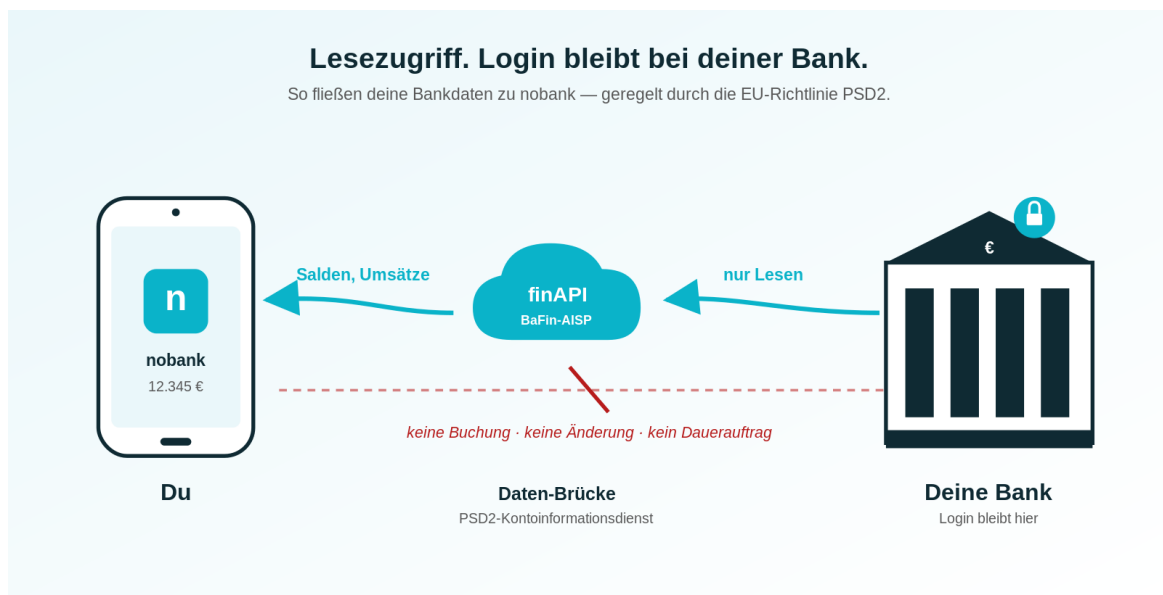 Lesezugriff. Login bleibt bei deiner Bank.
So fließen deine Bankdaten zu nobank — geregelt durch die EU-Richtlinie PSD2.
€
Salden, Umsätze
nur Lesen
n
finAPI
BaFin-AISP
nobank
12.345 €
keine Buchung · keine Änderung · kein Dauerauftrag
Du
Daten-Brücke
Deine Bank
PSD2-Kontoinformationsdienst
Login bleibt hier